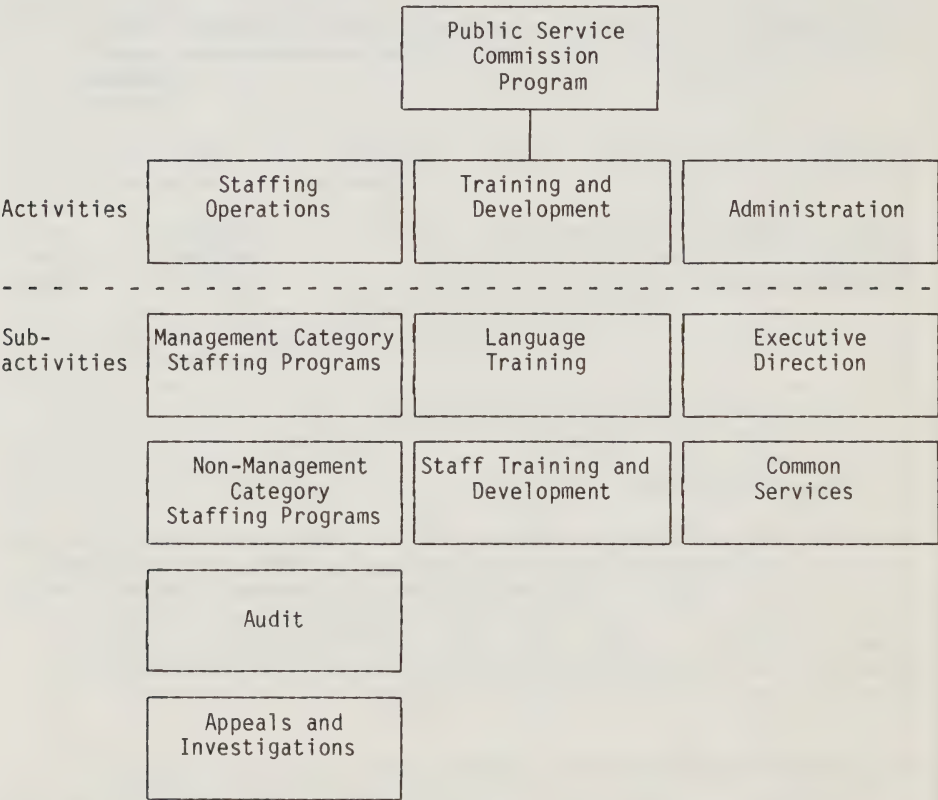 Public Service
Commission
Program
Activities
Staffing
Operations
Training and
Development
Administration
Sub-
activities
Management Category
Staffing Programs
Language
Training
Executive
Direction
Non-Management
Category
Staffing Programs
Staff Training and
Development
Common
Services
Audit
Appeals and
Investigations